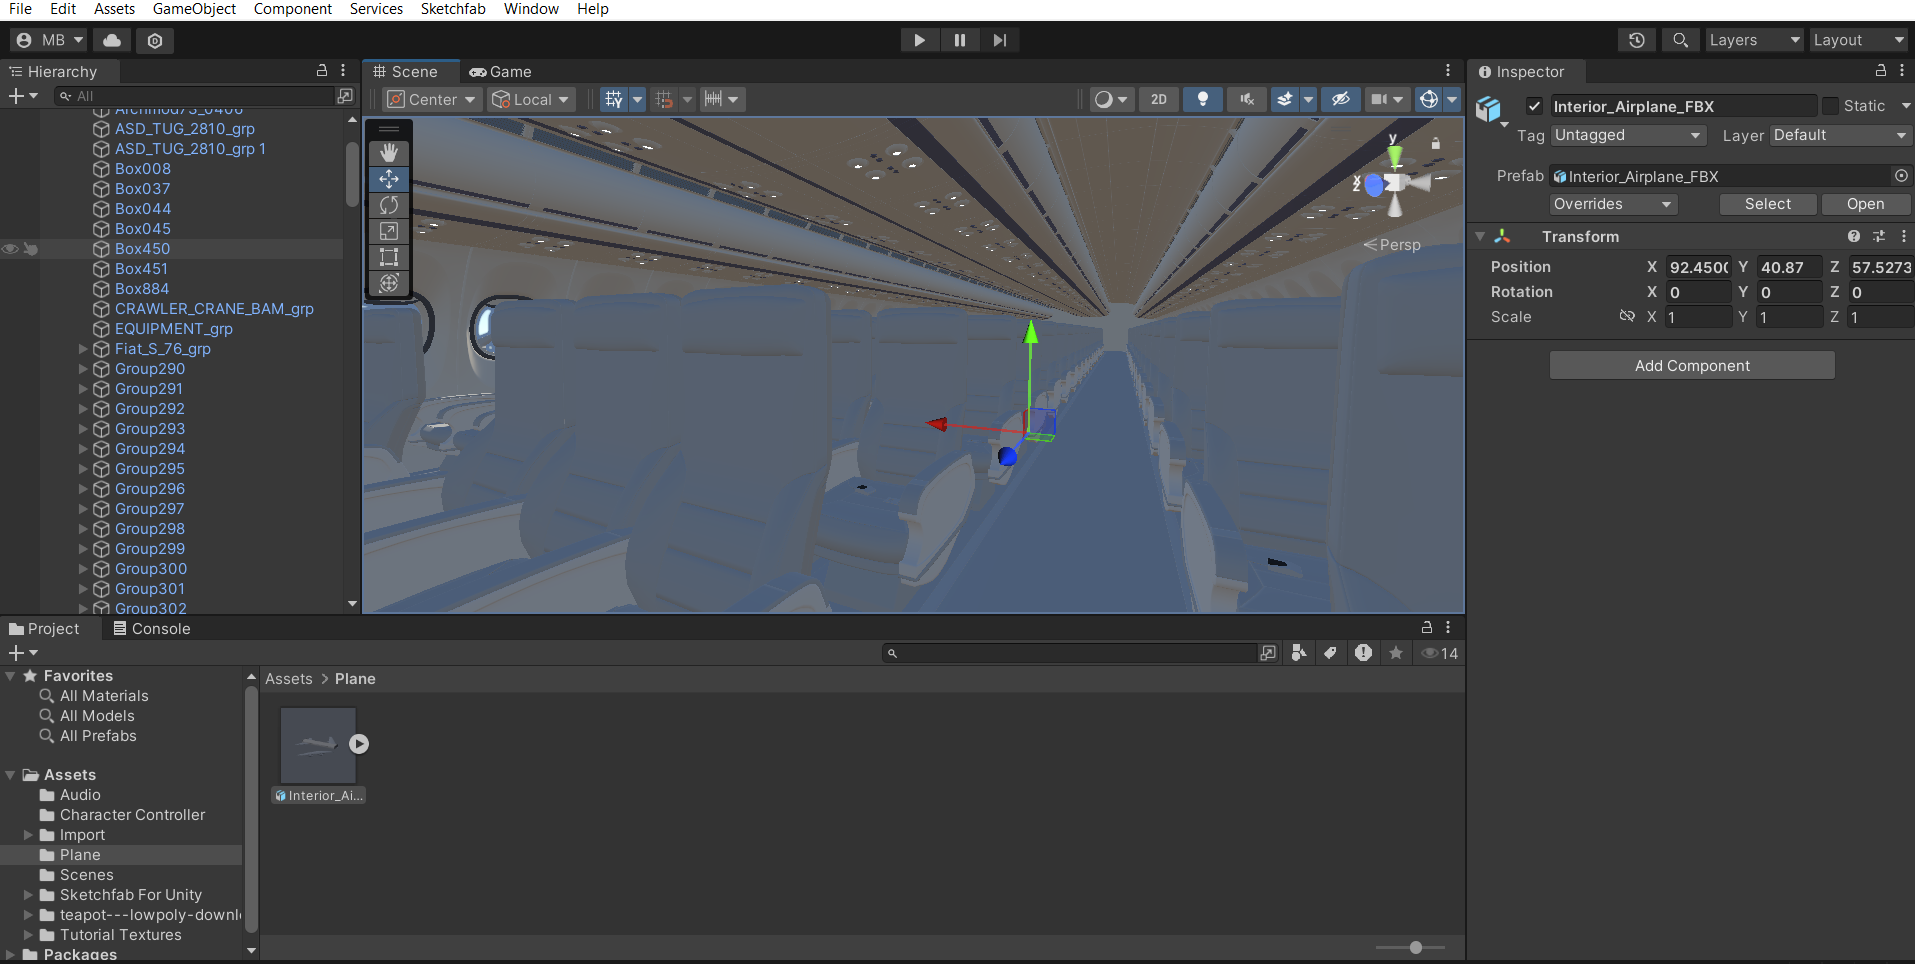 File Edit Assets GameObject Component Services Sketchfab Window Help
MB Layers Layout
Hierarchy
All
Archmod73_0406
ASD_TUG_2810_grp
ASD_TUG_2810_grp 1
Box008
Box037
Box044
Box045
Box450
Box451
Box884
CRAWLER_CRANE_BAM_grp
EQUIPMENT_grp
Fiat_S_76_grp
Group290
Group291
Group292
Group293
Group294
Group295
Group296
Group297
Group298
Group299
Group300
Group301
Group302
Scene Game
Center Local 2D
y
x
z
Persp
Inspector
Interior_Airplane_FBX Static
Tag Untagged Layer Default
Prefab Interior_Airplane_FBX
Overrides Select Open
Transform
Position X 92.450( Y 40.87 Z 57.5273
Rotation X 0 Y 0 Z 0
Scale X 1 Y 1 Z 1
Add Component
Project Console
14
Favorites
All Materials
All Models
All Prefabs
Assets
Audio
Character Controller
Import
Plane
Scenes
Sketchfab For Unity
teapot---lowpoly-downl
Tutorial Textures
Packages
Assets > Plane
Interior_Ai...